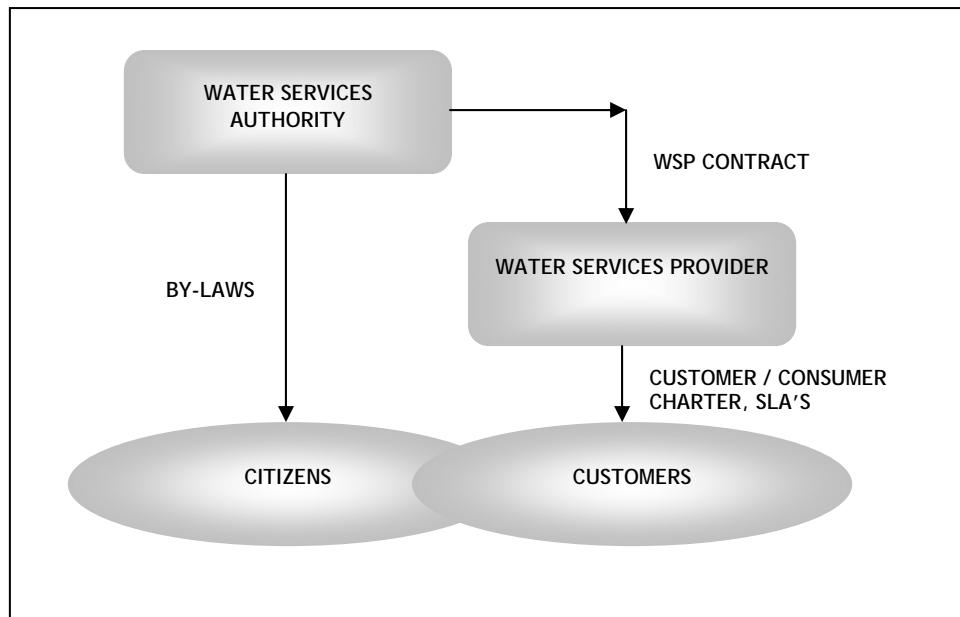 WATER SERVICES
AUTHORITY
WSP CONTRACT
WATER SERVICES PROVIDER
BY-LAWS
CUSTOMER / CONSUMER
CHARTER, SLA'S
CITIZENS
CUSTOMERS